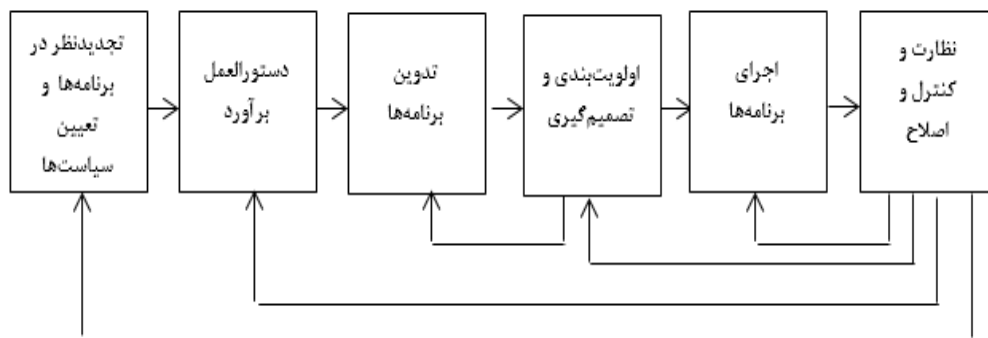 تجدیدنظر در
برنامه‌ها و
تعیین
سیاست‌ها
دستورالعمل
برآورد
تدوین
برنامه‌ها
اولویت‌بندی و
تصمیم‌گیری
اجرای
برنامه‌ها
نظارت و
کنترل و
اصلاح